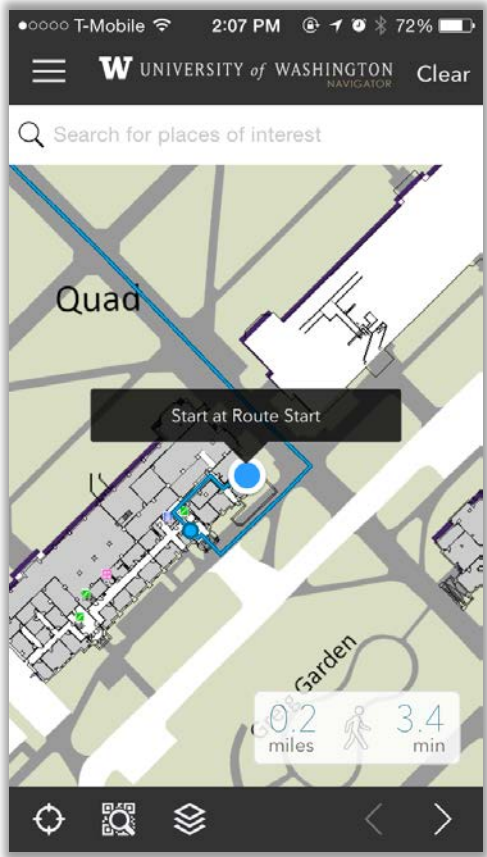 T-Mobile 2:07 PM 72%
W UNIVERSITY of WASHINGTON
NAVIGATOR
Clear
Search for places of interest
Quad
Start at Route Start
Garden
0.2
miles
3.4
min